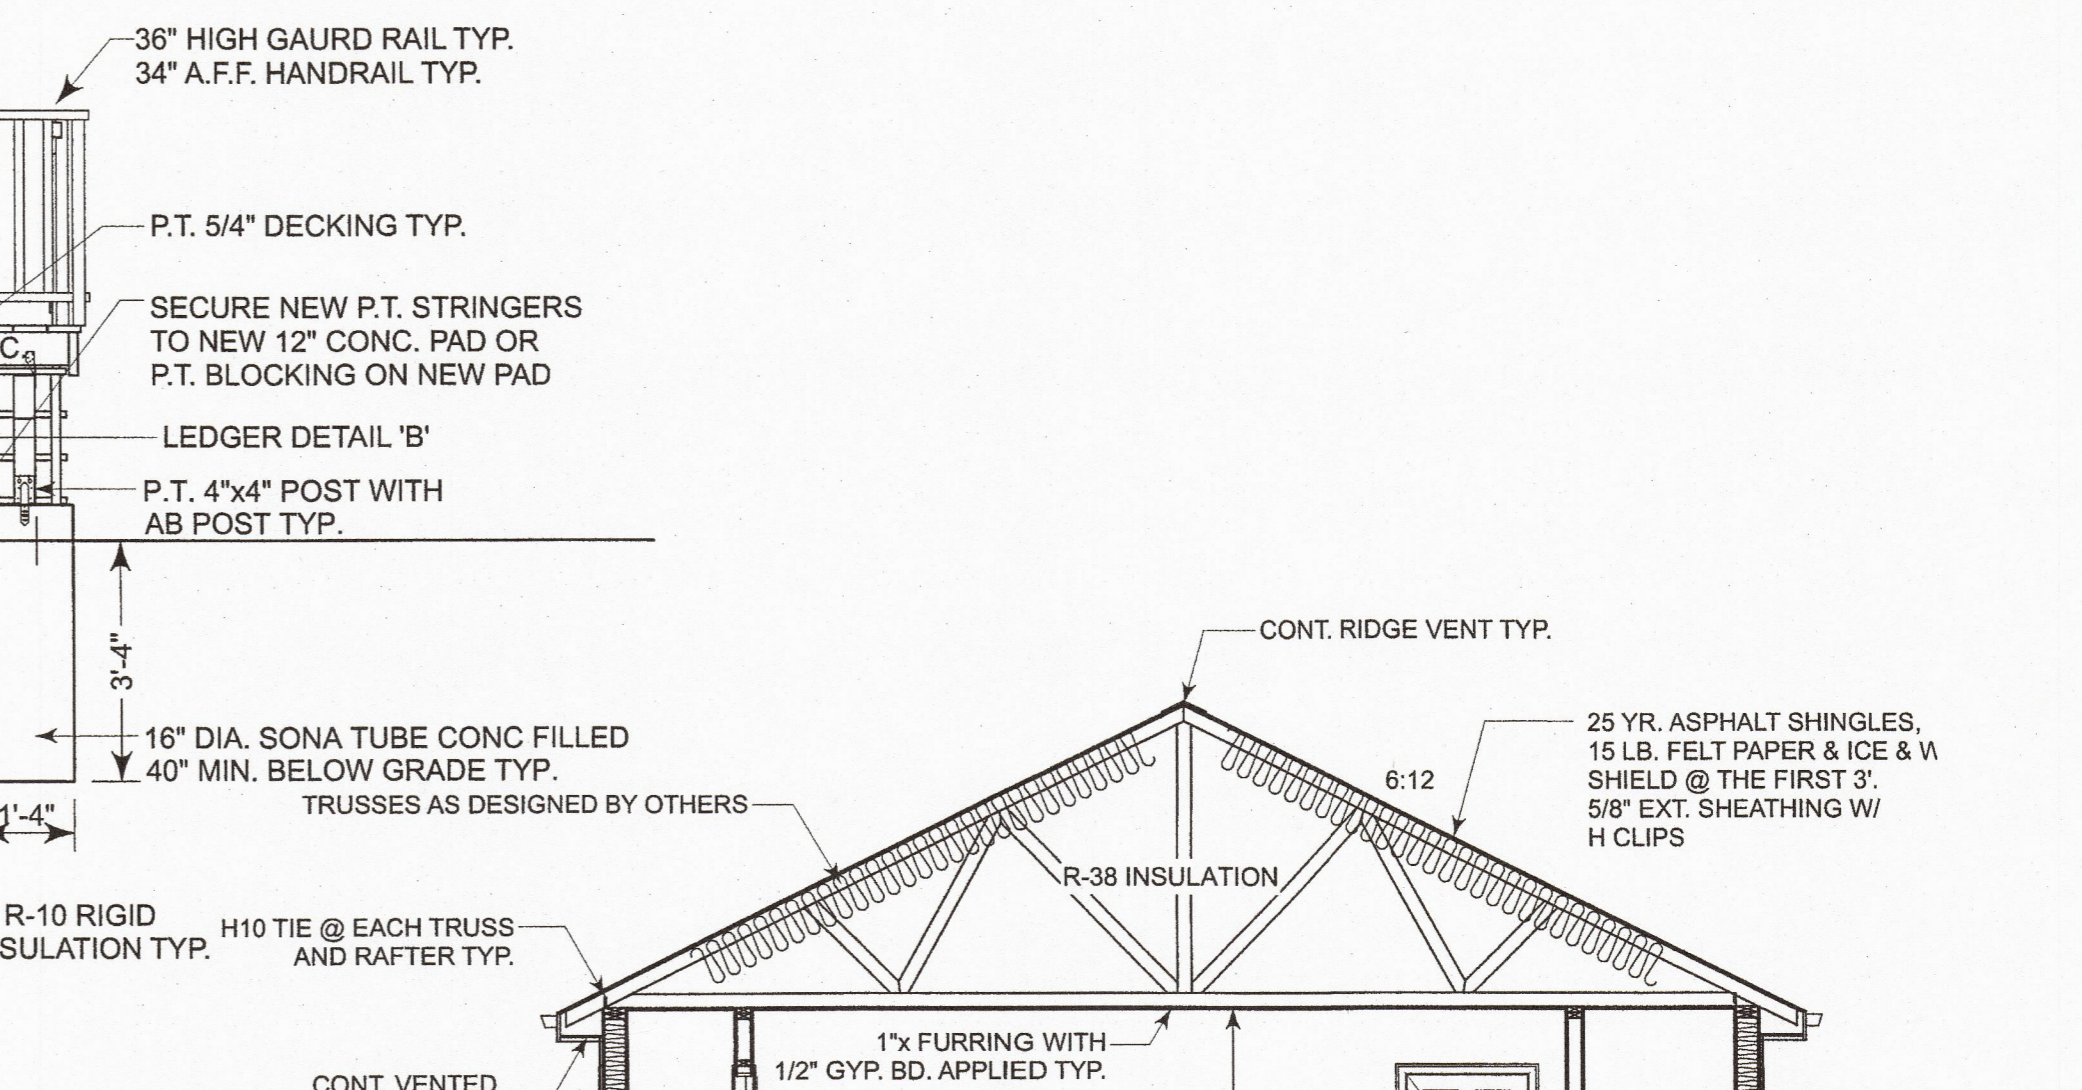 36" HIGH GAURD RAIL TYP.
34" A.F.F. HANDRAIL TYP.
P.T. 5/4" DECKING TYP.
SECURE NEW P.T. STRINGERS
TO NEW 12" CONC. PAD OR
P.T. BLOCKING ON NEW PAD
C.
LEDGER DETAIL 'B'
P.T. 4"x4" POST WITH
AB POST TYP.
3'-4"
16" DIA. SONA TUBE CONC FILLED
40" MIN. BELOW GRADE TYP.
1'-4"
R-10 RIGID
SULATION TYP.
CONT. RIDGE VENT TYP.
25 YR. ASPHALT SHINGLES,
15 LB. FELT PAPER & ICE &
SHIELD @ THE FIRST 3'.
5/8" EXT. SHEATHING W/
H CLIPS
6:12
TRUSSES AS DESIGNED BY OTHERS
R-38 INSULATION
H10 TIE @ EACH TRUSS
AND RAFTER TYP.
1"x FURRING WITH
1/2" GYP. BD. APPLIED TYP.
CONT. VENTED